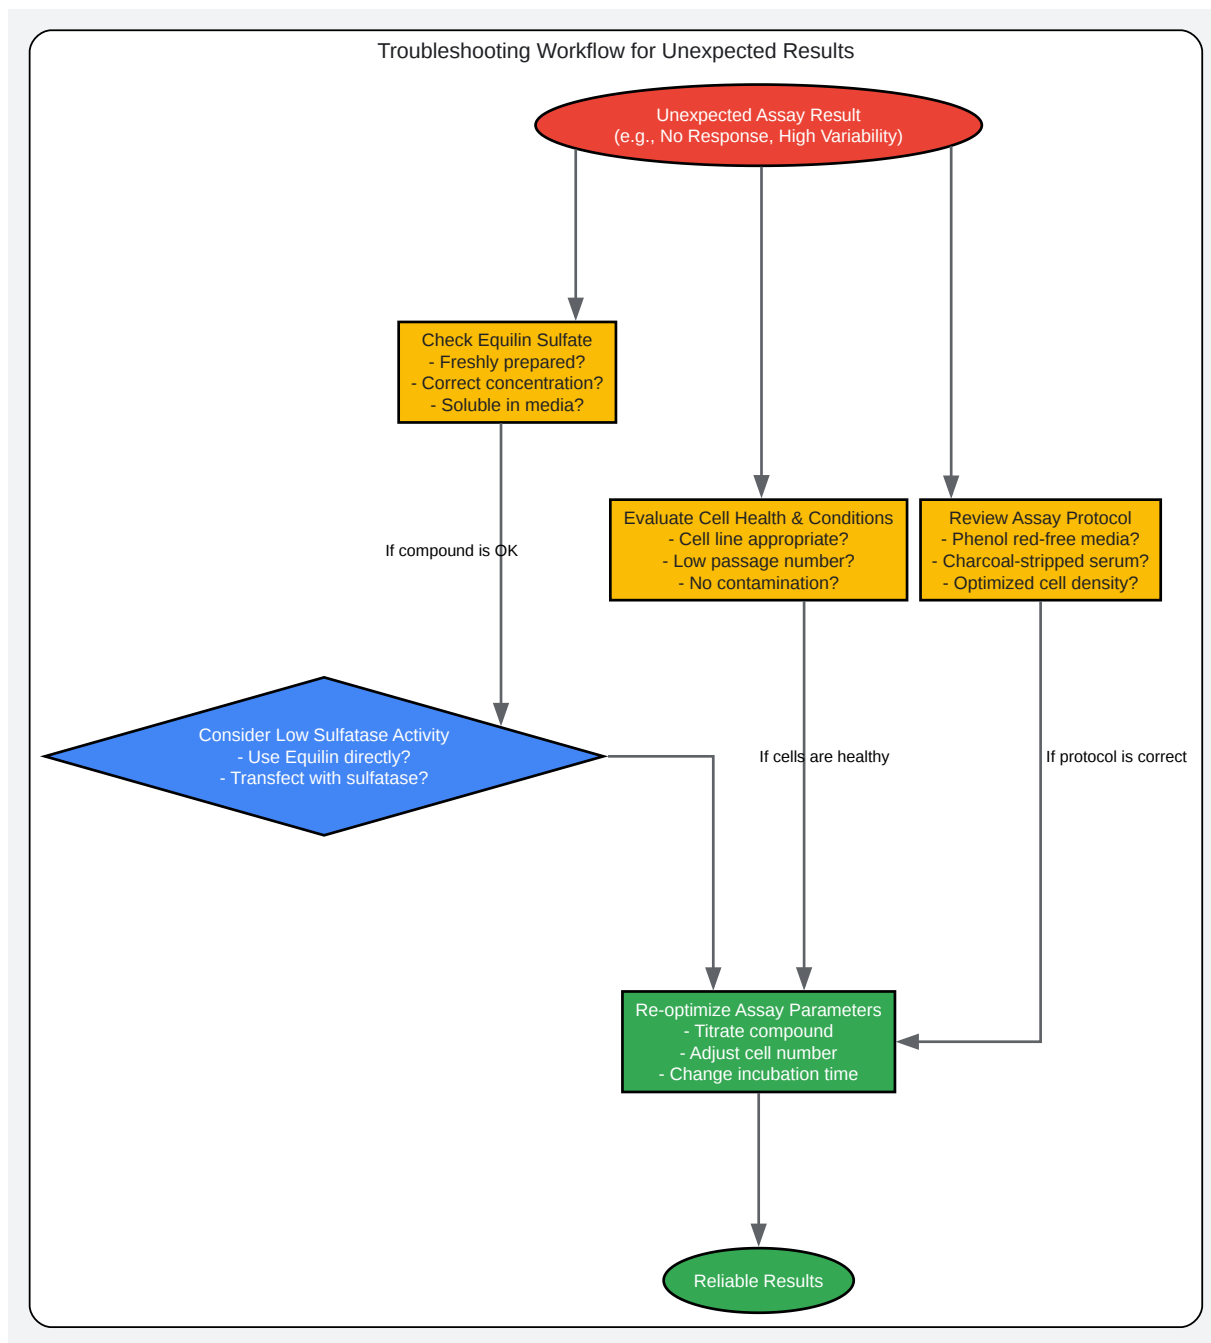 Troubleshooting Workflow for Unexpected Results
Unexpected Assay Result
(e.g., No Response, High Variability)
Check Equilin Sulfate
- Freshly prepared?
- Correct concentration?
- Soluble in media?
If compound is OK
Evaluate Cell Health & Conditions
- Cell line appropriate?
- Low passage number?
- No contamination?
Review Assay Protocol
- Phenol red-free media?
- Charcoal-stripped serum?
- Optimized cell density?
Consider Low Sulfatase Activity
- Use Equilin directly?
- Transfect with sulfatase?
If cells are healthy
If protocol is correct
Re-optimize Assay Parameters
- Titrate compound
- Adjust cell number
- Change incubation time
Reliable Results